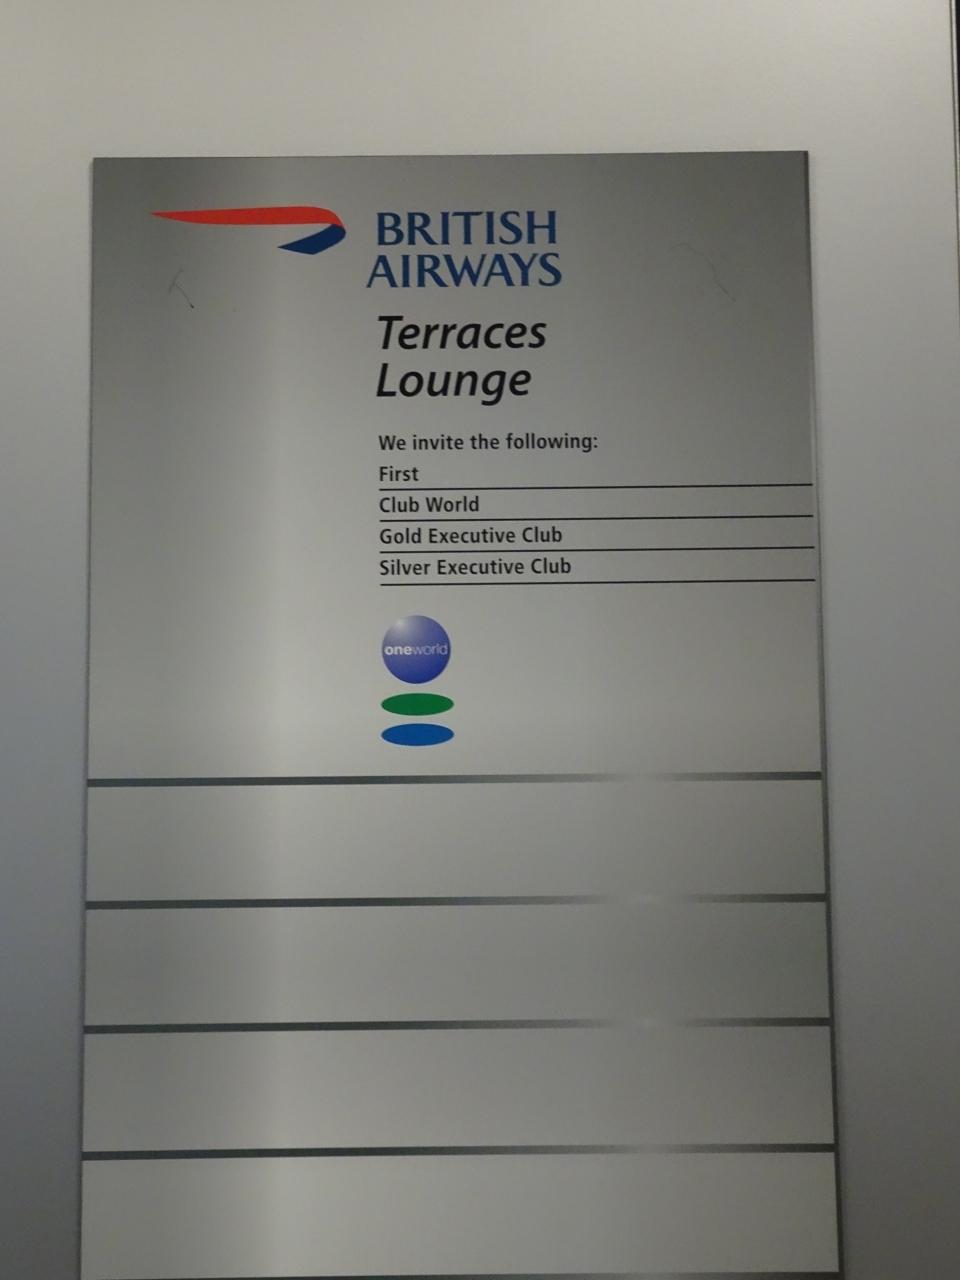 BRITISH
AIRWAYS
Terraces
Lounge
We invite the following:
First
Club World
Gold Executive Club
Silver Executive Club
oneworld